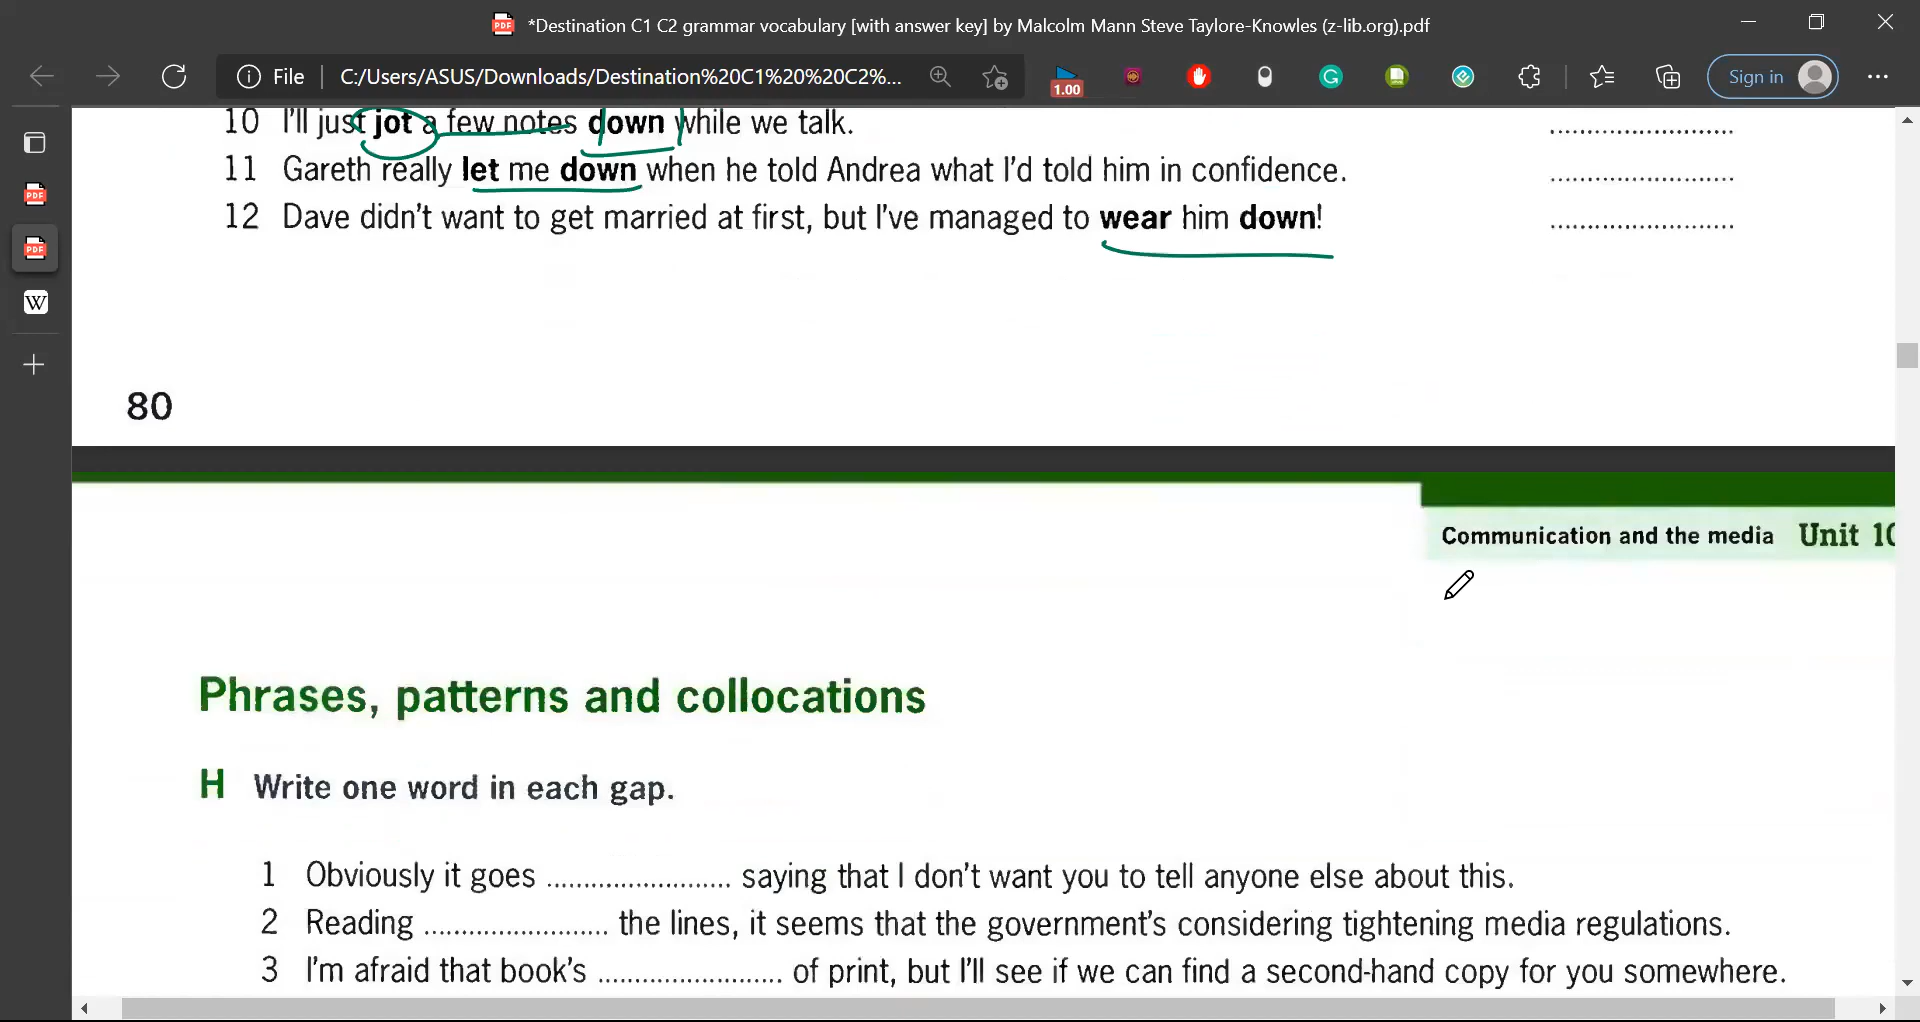 *Destination C1 C2 grammar vocabulary [with answer key] by Malcolm Mann Steve Taylore-Knowles (z-lib.org).pdf
File C:/Users/ASUS/Downloads/Destination%20C1%20%20C2%... 1.00 Sign in
10 I'll just jot a few notes down while we talk. ........................
11 Gareth really let me down when he told Andrea what I'd told him in confidence. ........................
12 Dave didn't want to get married at first, but I've managed to wear him down! ........................
80
Communication and the media Unit 10
Phrases, patterns and collocations
H Write one word in each gap.
1 Obviously it goes ........................ saying that I don't want you to tell anyone else about this.
2 Reading ........................ the lines, it seems that the government's considering tightening media regulations.
3 I'm afraid that book's ........................ of print, but I'll see if we can find a second-hand copy for you somewhere.